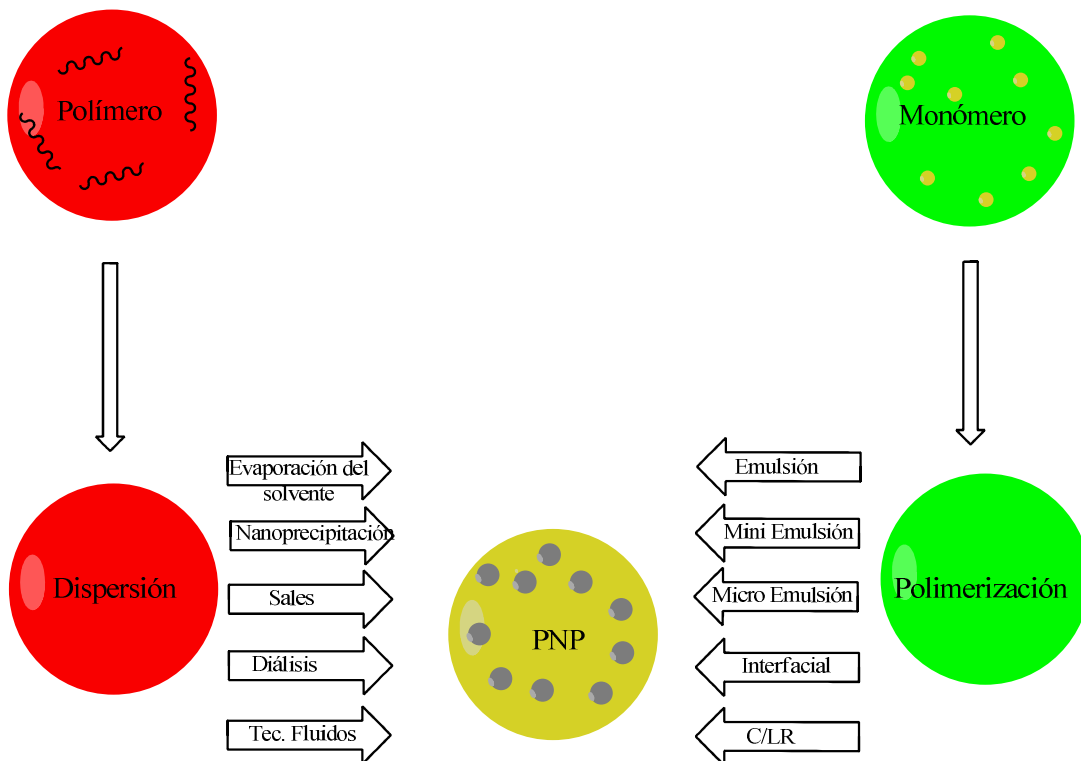 Polímero
Monómero
Evaporación del
solvente
Nanoprecipitación
Sales
Diálisis
Tec. Fluidos
Dispersión
PNP
Emulsión
Mini Emulsión
Micro Emulsión
Interfacial
C/LR
Polimerización